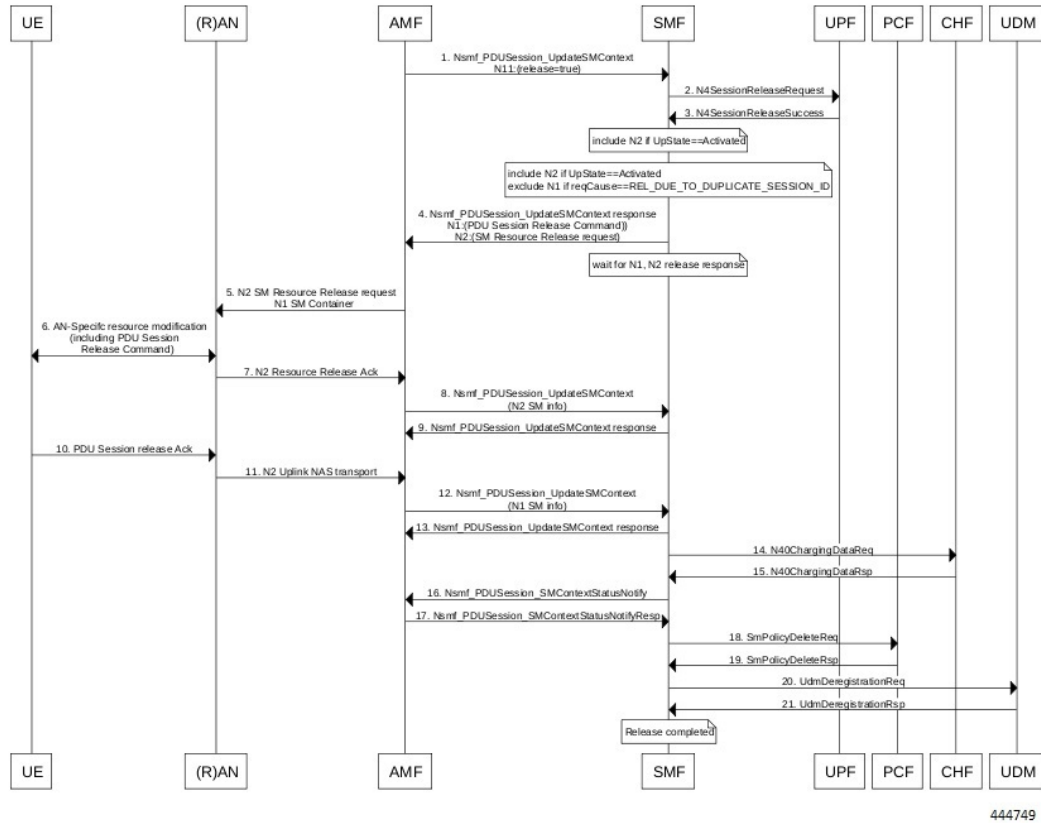 UE
(R)AN
AMF
SMF
UPF
PCF
CHF
UDM
1. Nsmf_PDUSession_UpdateSMContext
N11:(release=true)
2. N4SessionReleaseRequest
3. N4SessionReleaseSuccess
include N2 if UpState==Activated
include N2 if UpState==Activated
exclude N1 if reqCause==REL_DUE_TO_DUPLICATE_SESSION_ID
4. Nsmf_PDUSession_UpdateSMContext response
N1:(PDU Session Release Command))
N2:(SM Resource Release request)
wait for N1, N2 release response
5. N2 SM Resource Release request
N1 SM Container
6. AN-Specifc resource modification
(including PDU Session
Release Command)
7. N2 Resource Release Ack
8. Nsmf_PDUSession_UpdateSMContext
(N2 SM info)
9. Nsmf_PDUSession_UpdateSMContext response
10. PDU Session release Ack
11. N2 Uplink NAS transport
12. Nsmf_PDUSession_UpdateSMContext
(N1 SM info)
13. Nsmf_PDUSession_UpdateSMContext response
14. N40ChargingDataReq
15. N40ChargingDataRsp
16. Nsmf_PDUSession_SMContextStatusNotify
17. Nsmf_PDUSession_SMContextStatusNotifyResp
18. SmPolicyDeleteReq
19. SmPolicyDeleteRsp
20. UdmDeregistrationReq
21. UdmDeregistrationRsp
Release completed
UE
(R)AN
AMF
SMF
UPF
PCF
CHF
UDM
444749